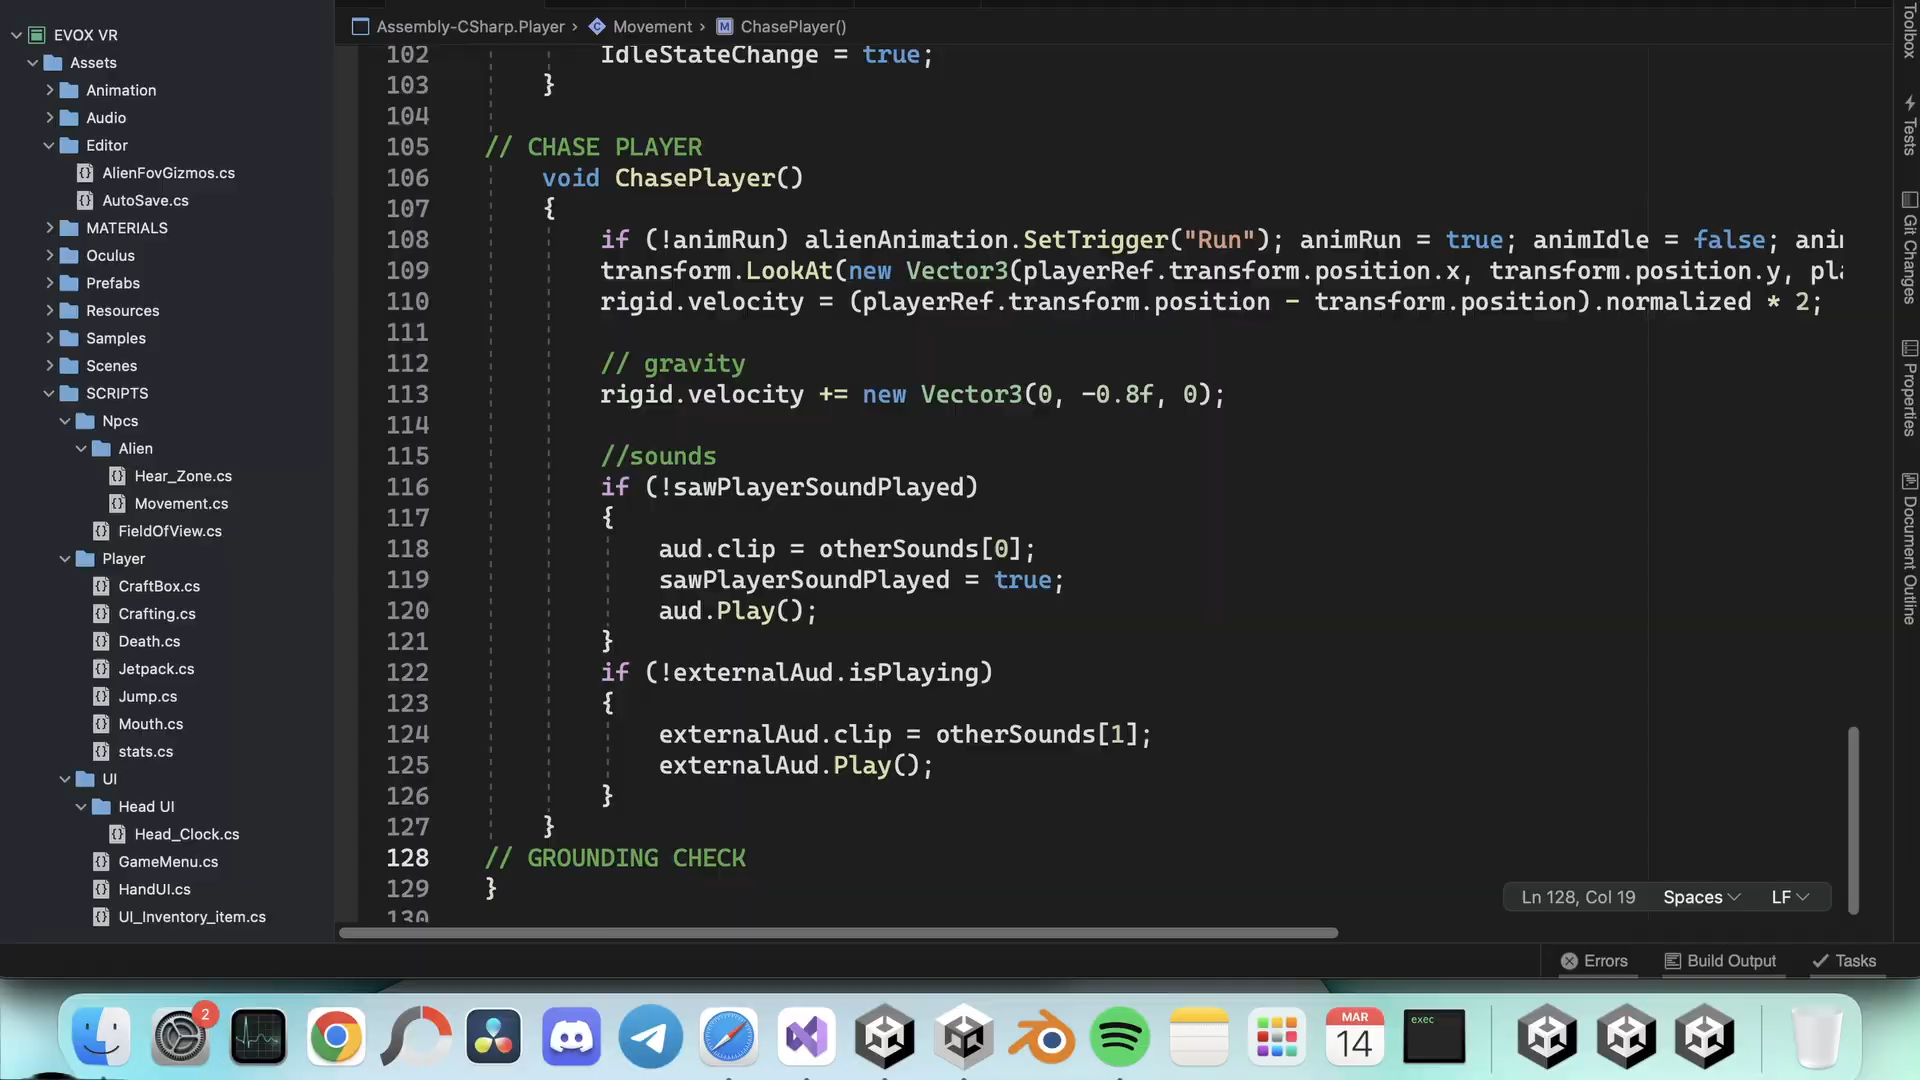 EVOX VR
Assets
Animation
Audio
Editor
AlienFovGizmos.cs
AutoSave.cs
MATERIALS
Oculus
Prefabs
Resources
Samples
Scenes
SCRIPTS
Npcs
Alien
Hear_Zone.cs
Movement.cs
FieldOfView.cs
Player
CraftBox.cs
Crafting.cs
Death.cs
Jetpack.cs
Jump.cs
Mouth.cs
stats.cs
UI
Head UI
Head_Clock.cs
GameMenu.cs
HandUI.cs
UI_Inventory_item.cs
Assembly-CSharp.Player › Movement › M ChasePlayer()
102 IdleStateChange = true;
103 }
104
105 // CHASE PLAYER
106 void ChasePlayer()
107 {
108 if (!animRun) alienAnimation.SetTrigger("Run"); animRun = true; animIdle = false; ani
109 transform.LookAt(new Vector3(playerRef.transform.position.x, transform.position.y, pl
110 rigid.velocity = (playerRef.transform.position - transform.position).normalized * 2;
111
112 // gravity
113 rigid.velocity += new Vector3(0, -0.8f, 0);
114
115 //sounds
116 if (!sawPlayerSoundPlayed)
117 {
118 aud.clip = otherSounds[0];
119 sawPlayerSoundPlayed = true;
120 aud.Play();
121 }
122 if (!externalAud.isPlaying)
123 {
124 externalAud.clip = otherSounds[1];
125 externalAud.Play();
126 }
127 }
128 // GROUNDING CHECK
129 }
130
Ln 128, Col 19 Spaces LF
Errors Build Output Tasks
Toolbox
Tests
Git Changes
Properties
Document Outline
2
MAR
14
exec